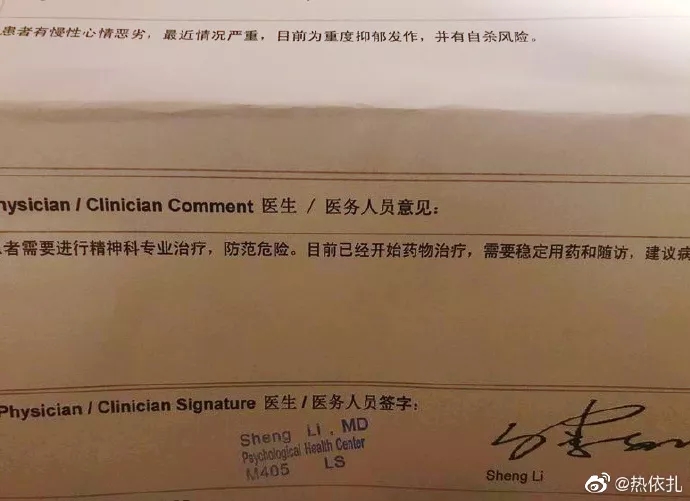 患者有慢性心情恶劣，最近情况严重，目前为重度抑郁发作，并有自杀风险。
hysician / Clinician Comment 医生 / 医务人员意见：
者需要进行精神科专业治疗，防范危险。目前已经开始药物治疗，需要稳定用药和随访，建议病
Physician / Clinician Signature 医生 / 医务人员签字：
Sheng Li , MD
Psychological Health Center
M405 LS
Sheng Li
@热依扎